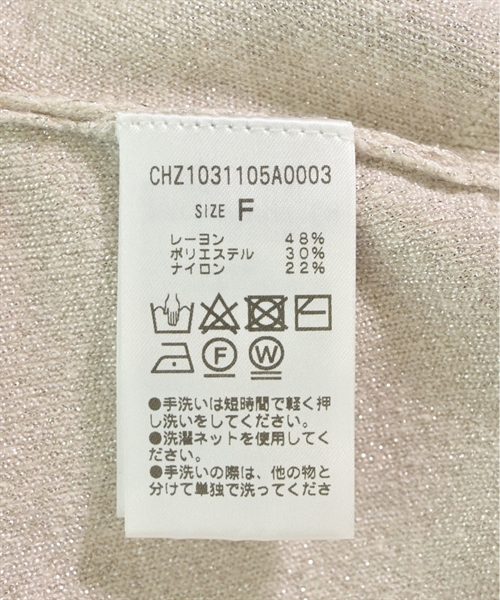 CHZ1031105A0003
SIZE F
レーヨン 48%
ポリエステル 30%
ナイロン 22%
F W
●手洗いは短時間で軽く押
し洗いをしてください。
●洗濯ネットを使用してく
ださい。
●手洗いの際は、他の物と
分けて単独で洗ってくださ